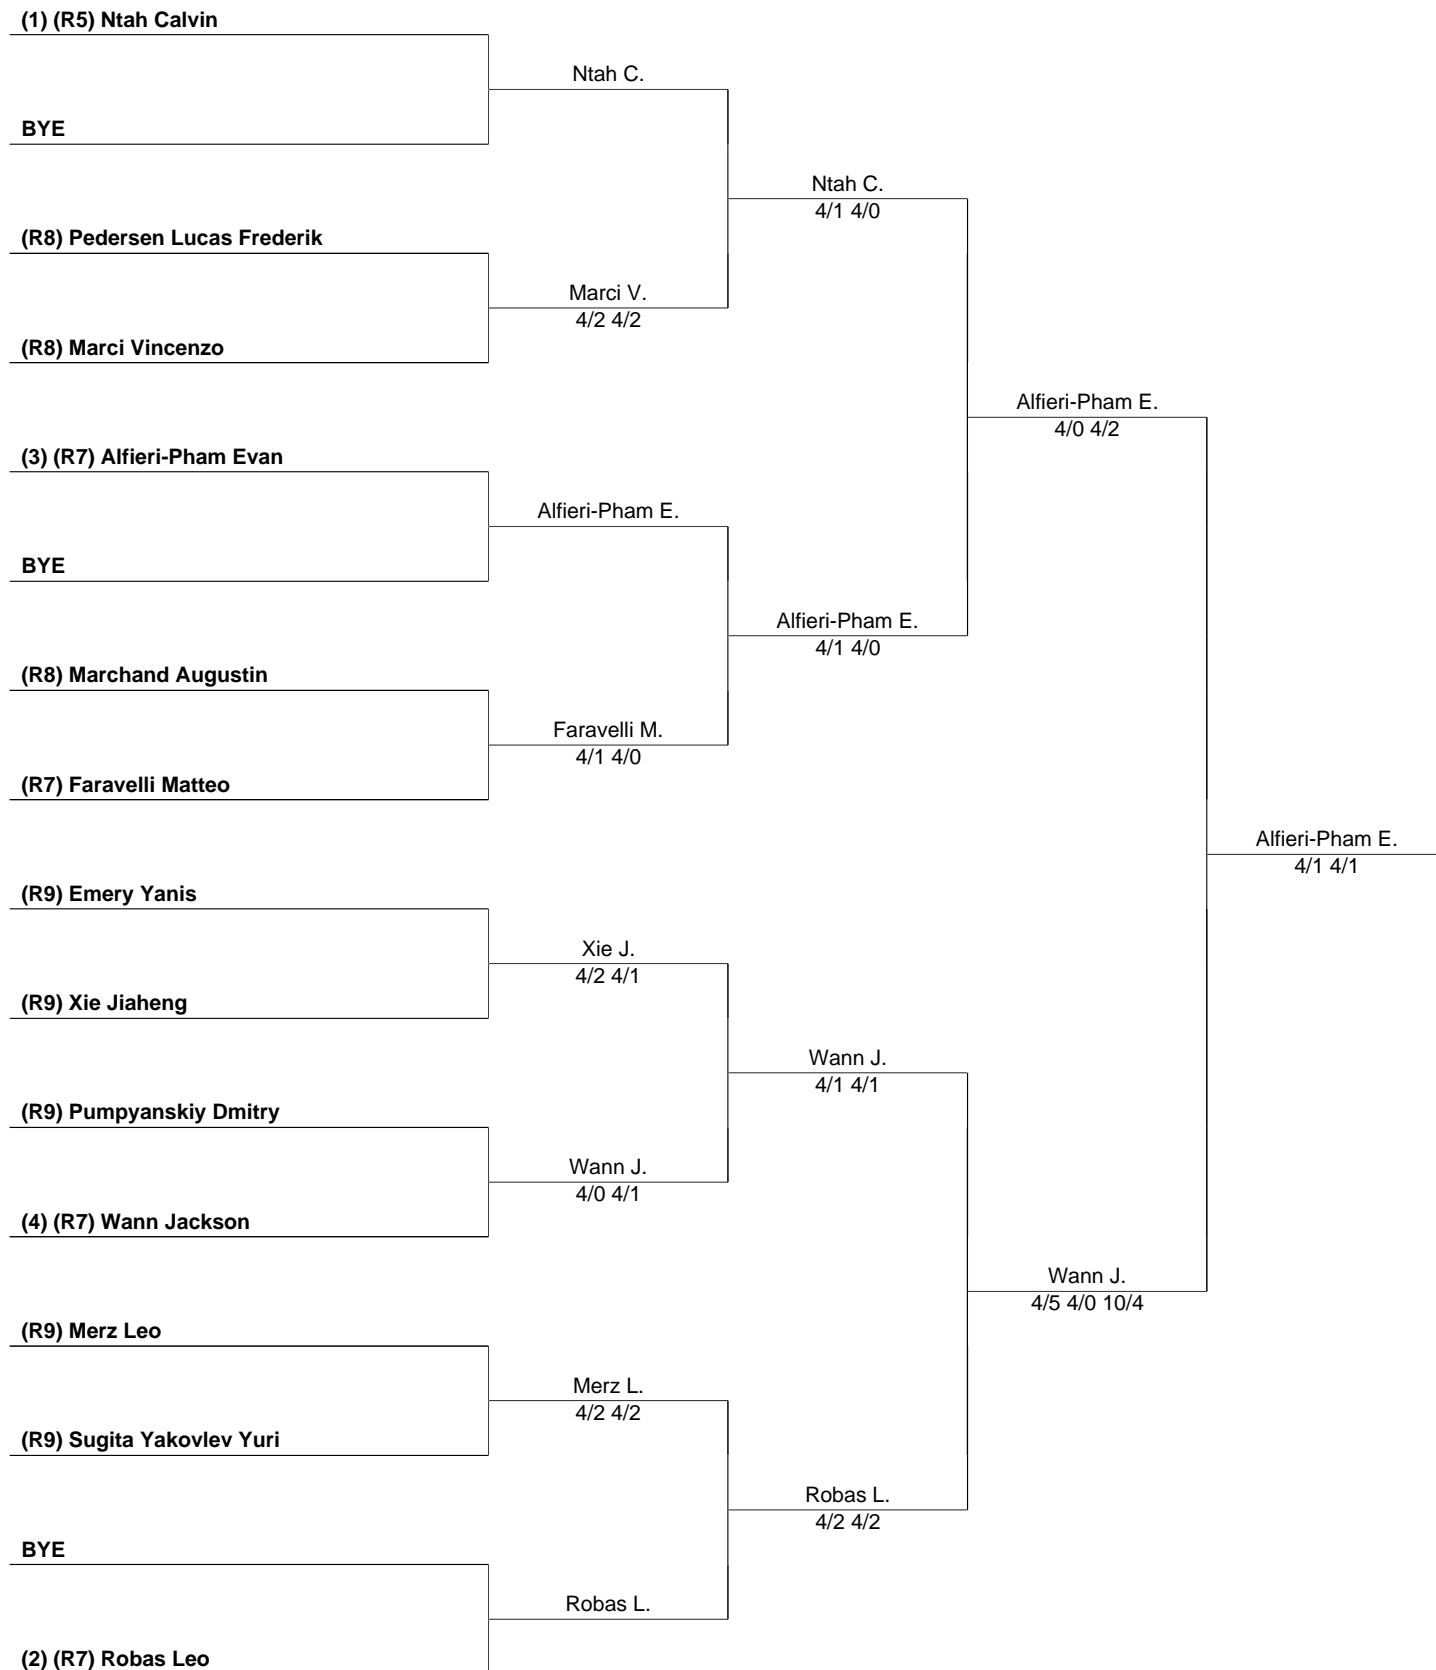 (1) (R5) Ntah Calvin
Ntah C.
BYE
Ntah C.
4/1 4/0
(R8) Pedersen Lucas Frederik
Marci V.
4/2 4/2
(R8) Marci Vincenzo
Alfieri-Pham E.
4/0 4/2
(3) (R7) Alfieri-Pham Evan
Alfieri-Pham E.
BYE
Alfieri-Pham E.
4/1 4/0
(R8) Marchand Augustin
Faravelli M.
4/1 4/0
(R7) Faravelli Matteo
Alfieri-Pham E.
4/1 4/1
(R9) Emery Yanis
Xie J.
4/2 4/1
(R9) Xie Jiaheng
Wann J.
4/1 4/1
(R9) Pumpyanskiy Dmitry
Wann J.
4/0 4/1
(4) (R7) Wann Jackson
Wann J.
4/5 4/0 10/4
(R9) Merz Leo
Merz L.
4/2 4/2
(R9) Sugita Yakovlev Yuri
Robas L.
4/2 4/2
BYE
Robas L.
(2) (R7) Robas Leo